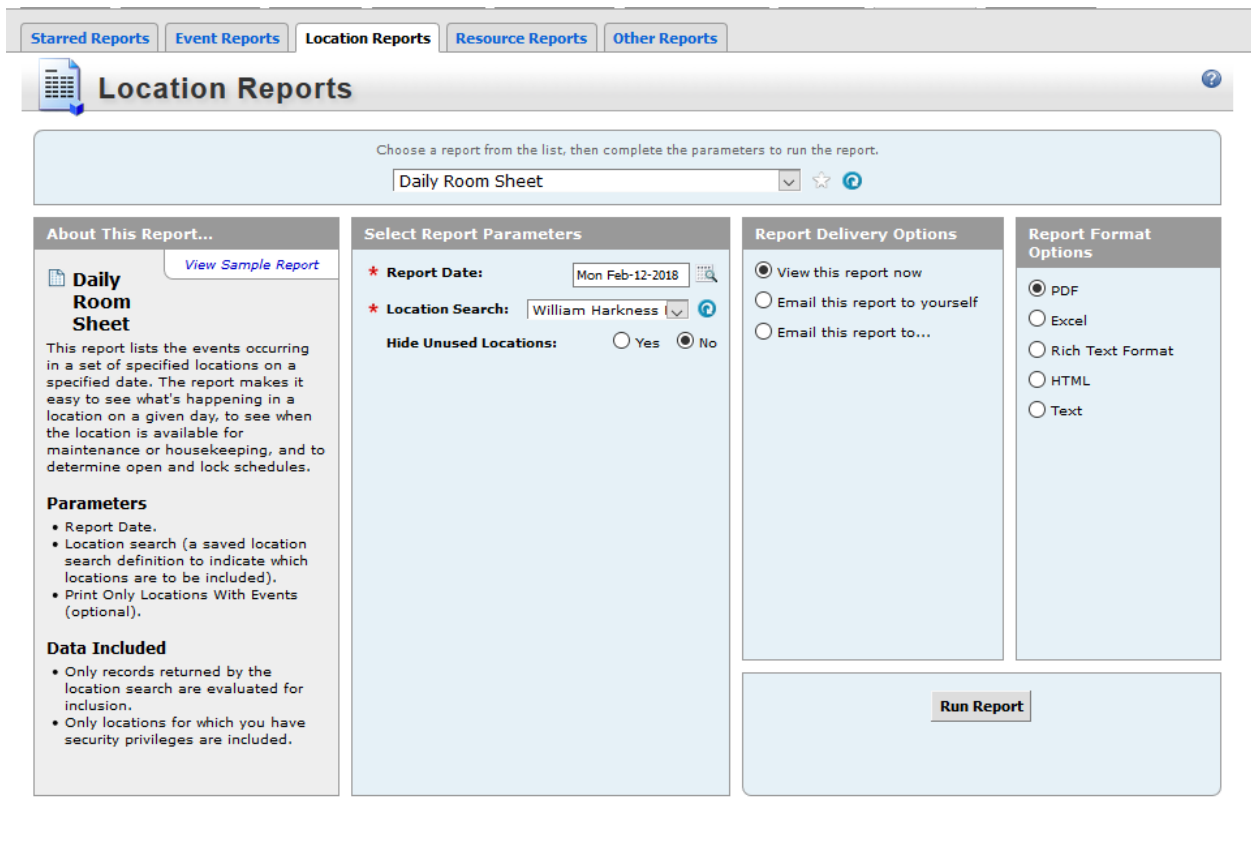 Starred Reports
Event Reports
Location Reports
Resource Reports
Other Reports
Location Reports
?
Choose a report from the list, then complete the parameters to run the report.
Daily Room Sheet
About This Report...
View Sample Report
Daily
Room
Sheet
This report lists the events occurring
in a set of specified locations on a
specified date. The report makes it
easy to see what's happening in a
location on a given day, to see when
the location is available for
maintenance or housekeeping, and to
determine open and lock schedules.
Parameters
• Report Date.
• Location search (a saved location
search definition to indicate which
locations are to be included).
• Print Only Locations With Events
(optional).
Data Included
• Only records returned by the
location search are evaluated for
inclusion.
• Only locations for which you have
security privileges are included.
Select Report Parameters
* Report Date: Mon Feb-12-2018
* Location Search: William Harkness
Hide Unused Locations: Yes No
Report Delivery Options
View this report now
Email this report to yourself
Email this report to...
Report Format
Options
PDF
Excel
Rich Text Format
HTML
Text
Run Report